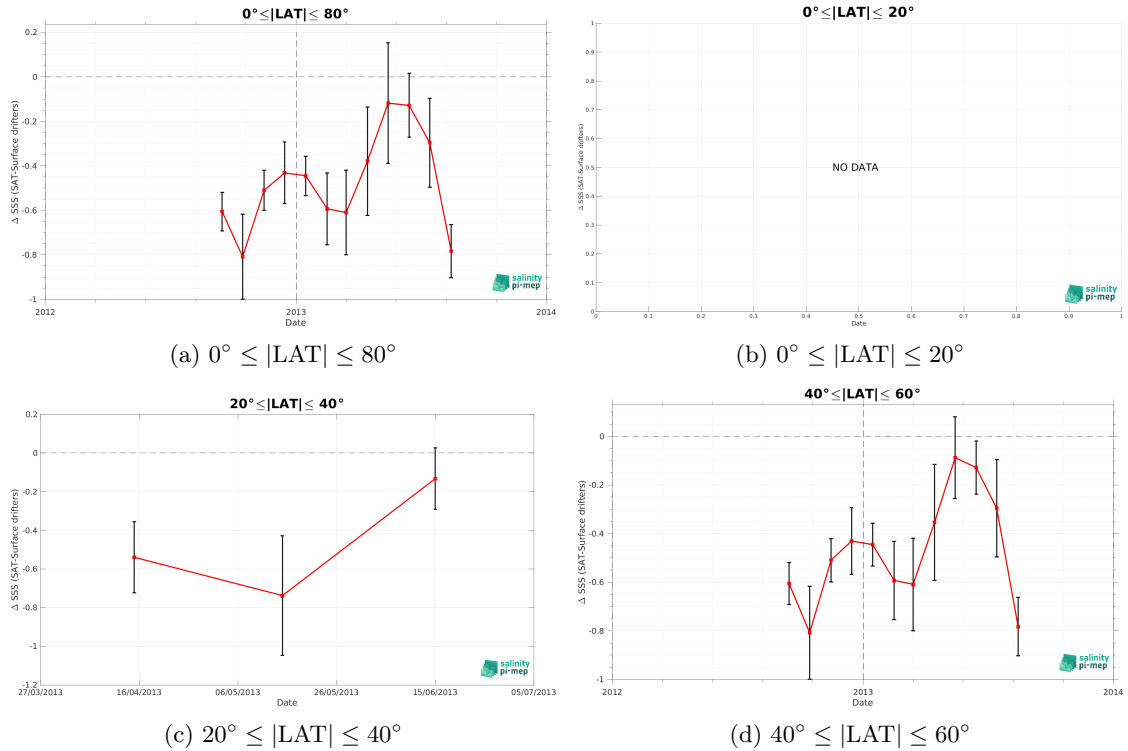 0°≤|LAT|≤ 80°
0.2
0
-0.2
-0.4
-0.6
-0.8
-1
Δ SSS (SAT-Surface drifters)
2012
2013
2014
Date
salinity
pi-mep
(a) 0° ≤ |LAT| ≤ 80°
0°≤|LAT|≤ 20°
1
0.9
0.8
0.7
0.6
0.5
0.4
0.3
0.2
0.1
0
Δ SSS (SAT-Surface drifters)
NO DATA
0
0.1
0.2
0.3
0.4
0.5
0.6
0.7
0.8
0.9
1
Date
salinity
pi-mep
(b) 0° ≤ |LAT| ≤ 20°
20°≤|LAT|≤ 40°
0.2
0
-0.2
-0.4
-0.6
-0.8
-1
-1.2
Δ SSS (SAT-Surface drifters)
27/03/2013
16/04/2013
06/05/2013
26/05/2013
15/06/2013
05/07/2013
Date
salinity
pi-mep
(c) 20° ≤ |LAT| ≤ 40°
40°≤|LAT|≤ 60°
0
-0.2
-0.4
-0.6
-0.8
-1
Δ SSS (SAT-Surface drifters)
2012
2013
2014
Date
salinity
pi-mep
(d) 40° ≤ |LAT| ≤ 60°